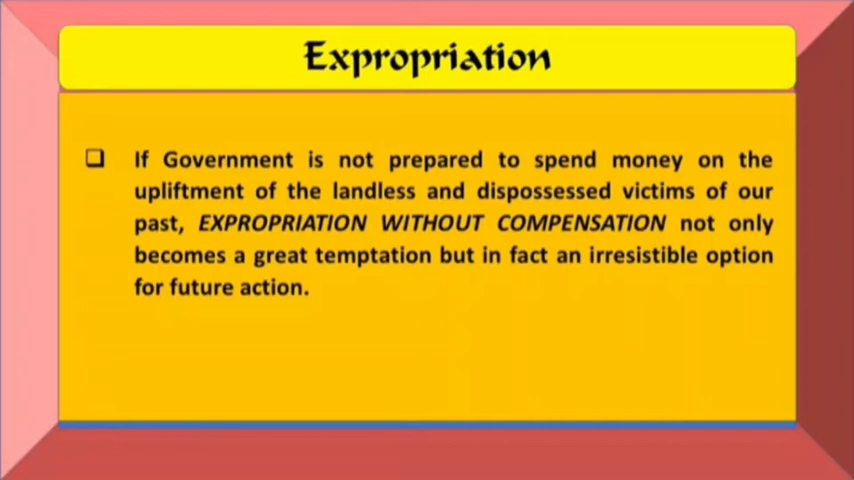 Expropriation
❑ If Government is not prepared to spend money on the
upliftment of the landless and dispossessed victims of our
past, EXPROPRIATION WITHOUT COMPENSATION not only
becomes a great temptation but in fact an irresistible option
for future action.